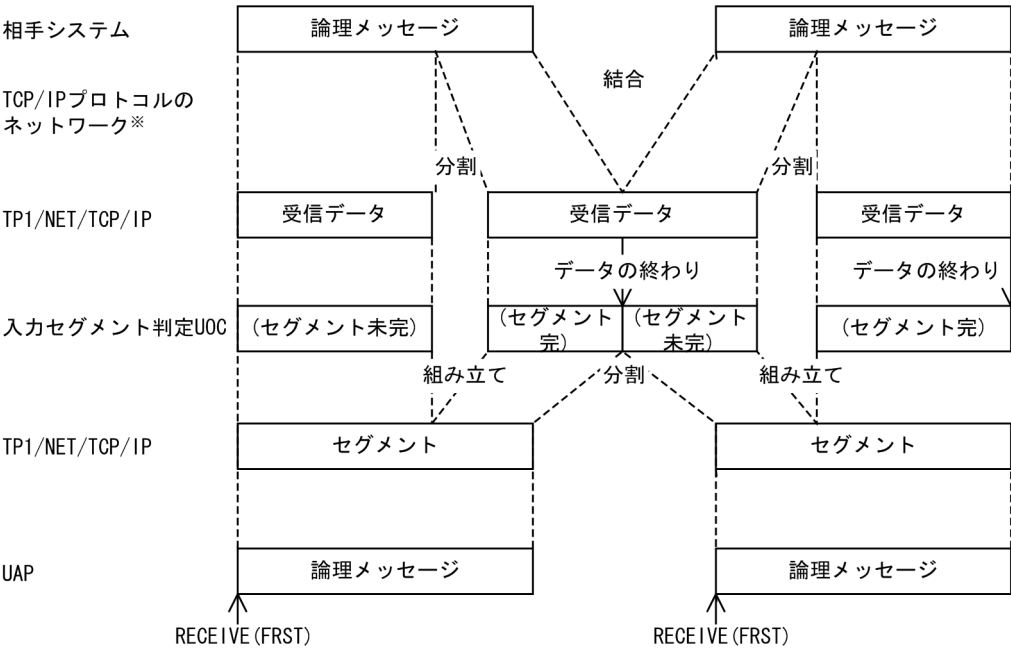 相手システム
論理メッセージ
論理メッセージ
結合
TCP/IPプロトコルの
ネットワーク※
分割
分割
TP1/NET/TCP/IP
受信データ
受信データ
受信データ
データの終わり
データの終わり
入力セグメント判定UOC
(セグメント未完)
(セグメント
完)
(セグメント
未完)
(セグメント完)
組み立て
分割
組み立て
TP1/NET/TCP/IP
セグメント
セグメント
UAP
論理メッセージ
論理メッセージ
RECEIVE(FRST)
RECEIVE(FRST)